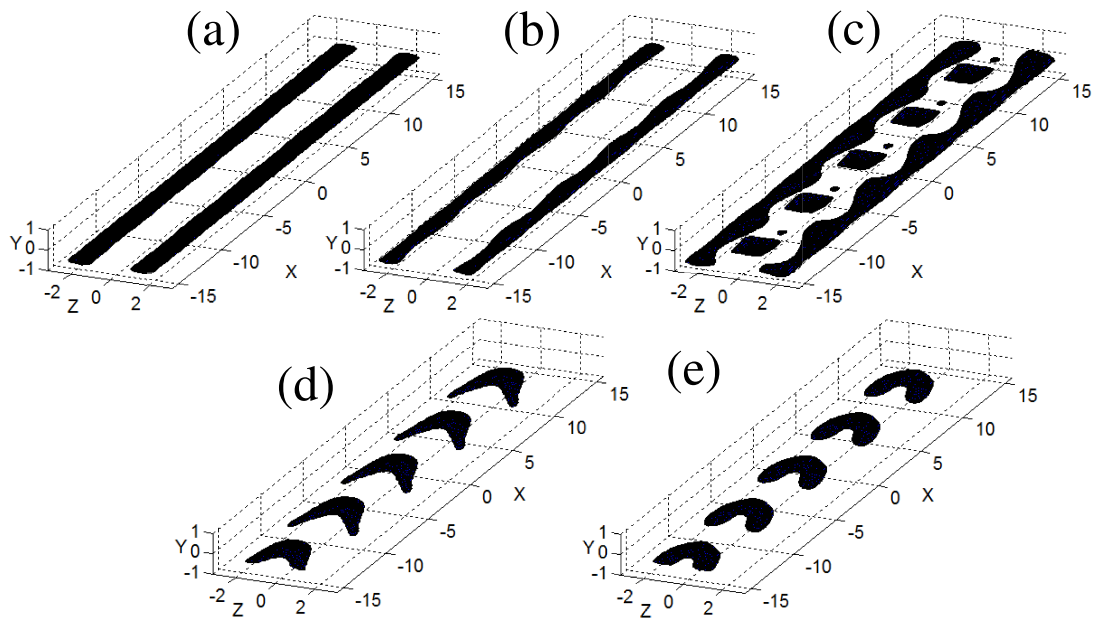 (a) (b) (c)
15 15 15
10 10 10
5 5 5
0 0 0
-5 -5 -5
1 Y 0 -1 -10 X 1 Y 0 -1 -10 X 1 Y 0 -1 -10 X
-2 Z 0 2 -15 -2 Z 0 2 -15 -2 Z 0 2 -15
(d) (e)
15 15
10 10
5 5
0 X 0 X
-5 -5
1 Y 0 -1 -10 1 Y 0 -1 -10
-2 Z 0 2 -15 -2 Z 0 2 -15